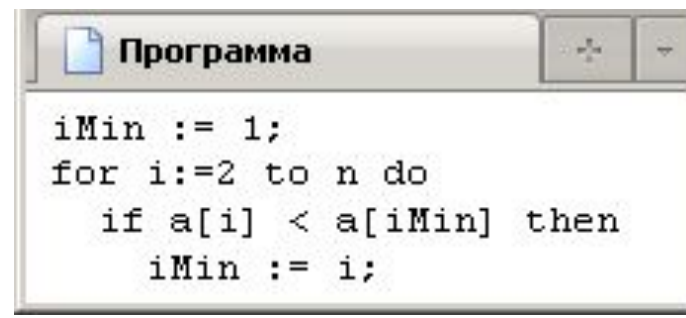 Программа
iMin := 1;
for i:=2 to n do
if a[i] < a[iMin] then
iMin := i;